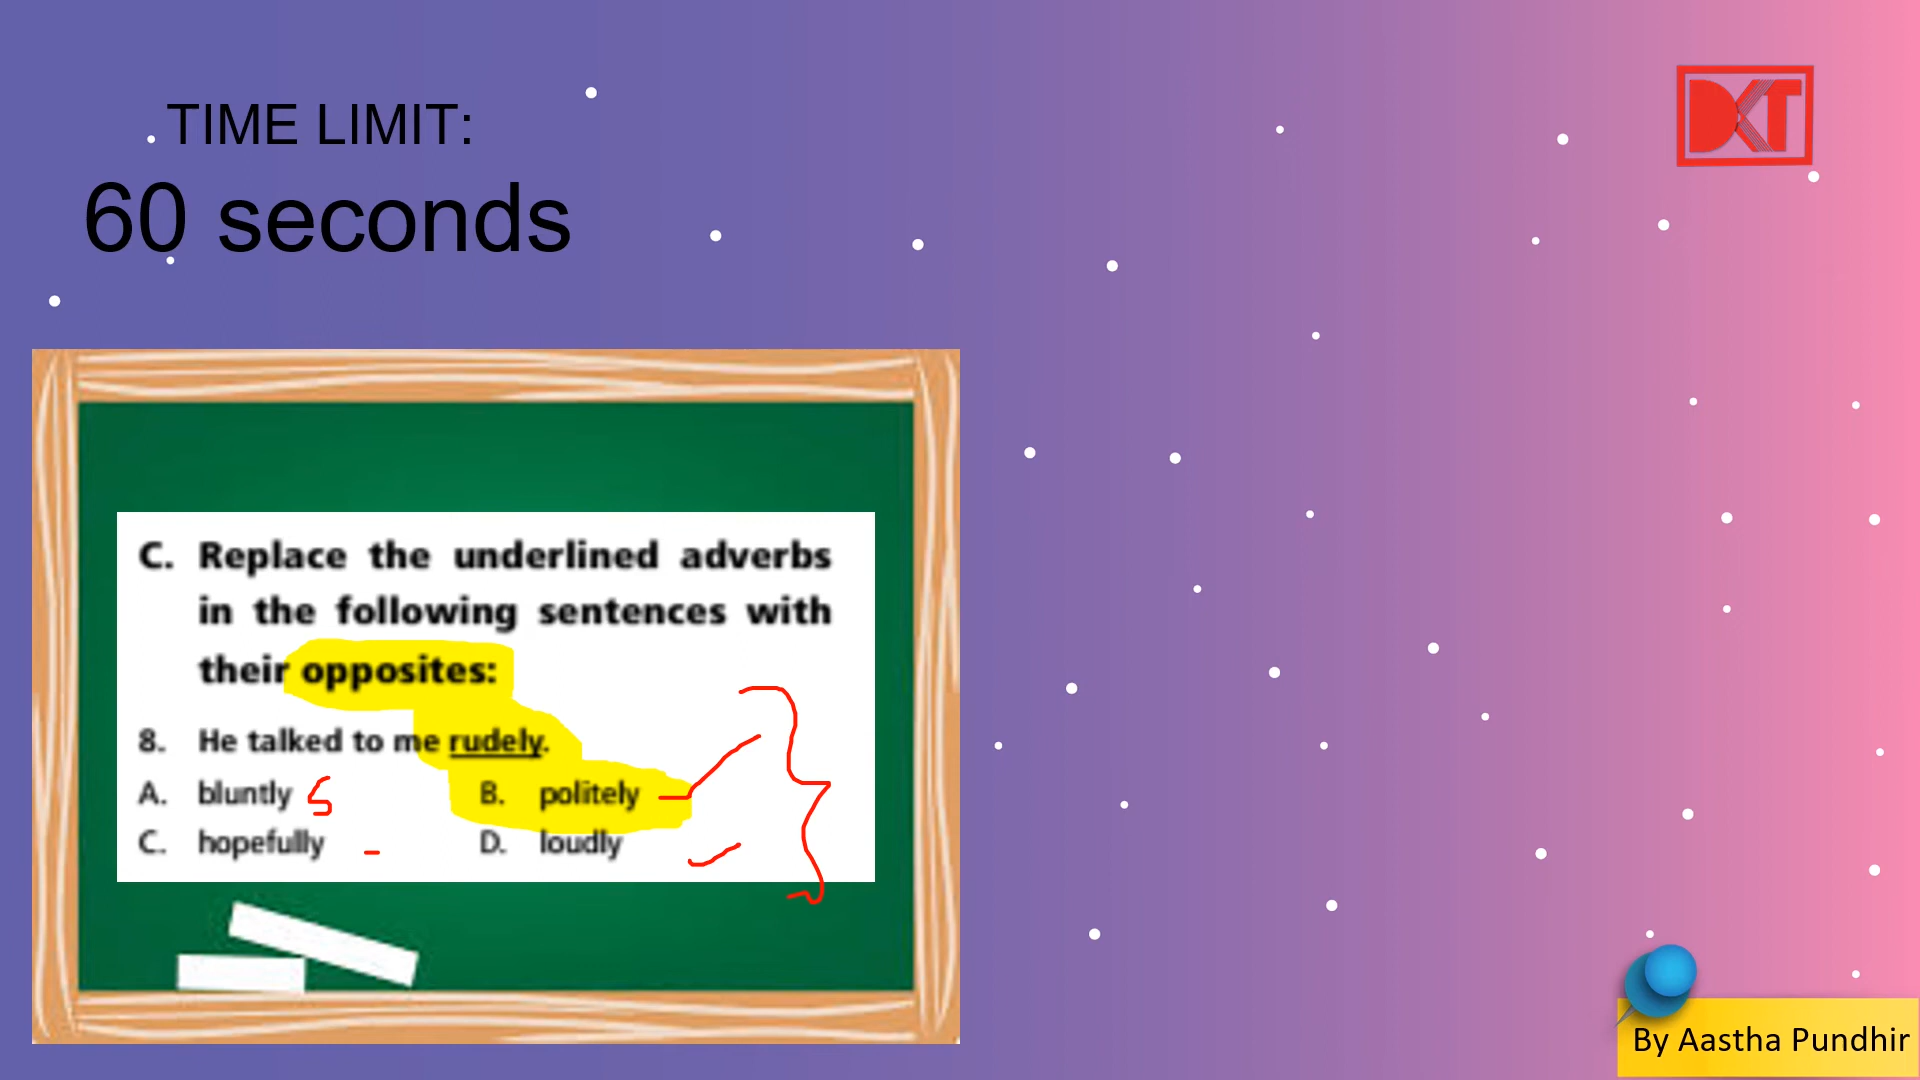 TIME LIMIT:
60 seconds
DKT
C. Replace the underlined adverbs
in the following sentences with
their opposites:
8. He talked to me rudely.
A. bluntly S B. politely
C. hopefully D. loudly
By Aastha Pundhir